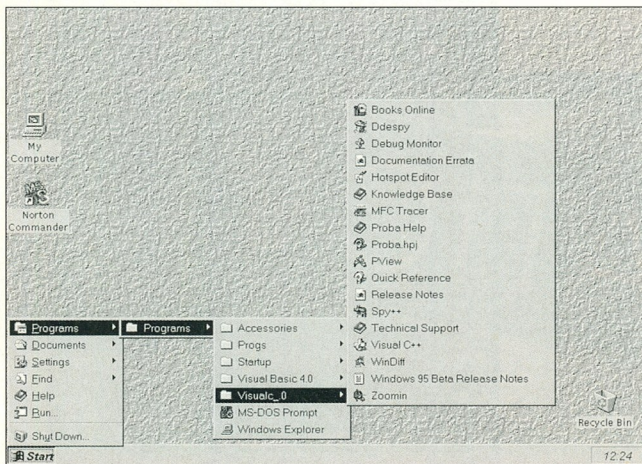 My
Computer
Norton
Commander
Books Online
Ddespy
Debug Monitor
Documentation Errata
Hotspot Editor
Knowledge Base
MFC Tracer
Proba Help
Proba.hpj
PView
Quick Reference
Release Notes
Spy++
Technical Support
Visual C++
WinDiff
Windows 95 Beta Release Notes
Zoomin
Programs
Documents
Settings
Find
Help
Run...
Shut Down...
Programs
Accessories
Progs
Startup
Visual Basic 4.0
Visualc_0
MS-DOS Prompt
Windows Explorer
Recycle Bin
Start
12:24